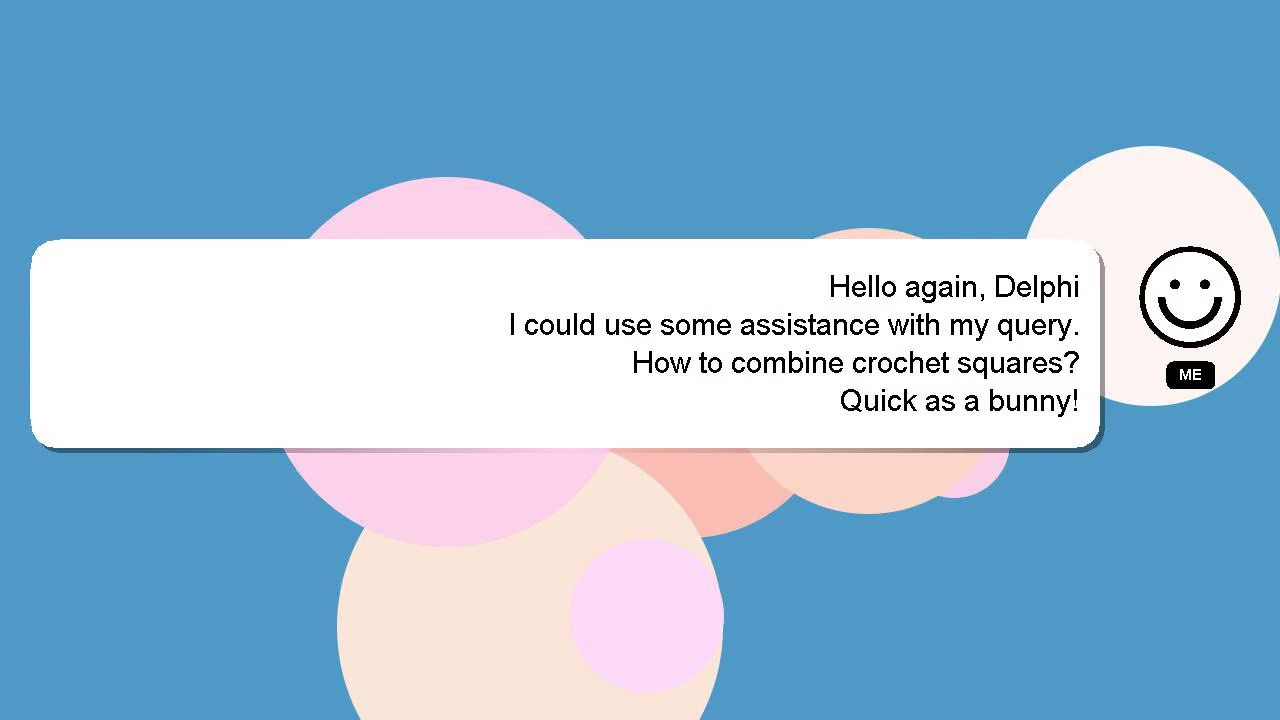 Hello again, Delphi
I could use some assistance with my query.
How to combine crochet squares?
Quick as a bunny!
ME